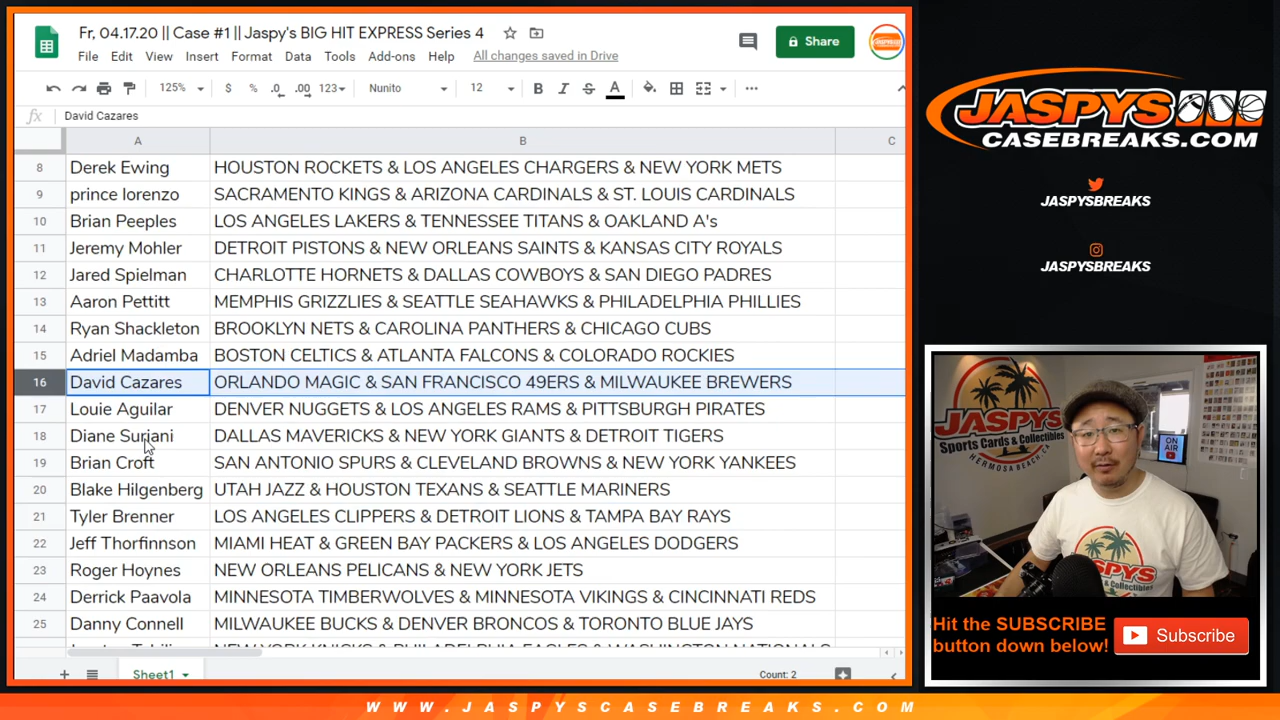 Fr, 04.17.20 || Case #1 || Jaspy's BIG HIT EXPRESS Series 4
Share
File Edit View Insert Format Data Tools Add-ons Help All changes saved in Drive
125% $ % .0 .00 123 Nunito 12 B I S A
fx David Cazares
A B C
8 Derek Ewing HOUSTON ROCKETS & LOS ANGELES CHARGERS & NEW YORK METS
9 prince lorenzo SACRAMENTO KINGS & ARIZONA CARDINALS & ST. LOUIS CARDINALS
10 Brian Peeples LOS ANGELES LAKERS & TENNESSEE TITANS & OAKLAND A's
11 Jeremy Mohler DETROIT PISTONS & NEW ORLEANS SAINTS & KANSAS CITY ROYALS
12 Jared Spielman CHARLOTTE HORNETS & DALLAS COWBOYS & SAN DIEGO PADRES
13 Aaron Pettitt MEMPHIS GRIZZLIES & SEATTLE SEAHAWKS & PHILADELPHIA PHILLIES
14 Ryan Shackleton BROOKLYN NETS & CAROLINA PANTHERS & CHICAGO CUBS
15 Adriel Madamba BOSTON CELTICS & ATLANTA FALCONS & COLORADO ROCKIES
16 David Cazares ORLANDO MAGIC & SAN FRANCISCO 49ERS & MILWAUKEE BREWERS
17 Louie Aguilar DENVER NUGGETS & LOS ANGELES RAMS & PITTSBURGH PIRATES
18 Diane Suriani DALLAS MAVERICKS & NEW YORK GIANTS & DETROIT TIGERS
19 Brian Croft SAN ANTONIO SPURS & CLEVELAND BROWNS & NEW YORK YANKEES
20 Blake Hilgenberg UTAH JAZZ & HOUSTON TEXANS & SEATTLE MARINERS
21 Tyler Brenner LOS ANGELES CLIPPERS & DETROIT LIONS & TAMPA BAY RAYS
22 Jeff Thorfinnson MIAMI HEAT & GREEN BAY PACKERS & LOS ANGELES DODGERS
23 Roger Hoynes NEW ORLEANS PELICANS & NEW YORK JETS
24 Derrick Paavola MINNESOTA TIMBERWOLVES & MINNESOTA VIKINGS & CINCINNATI REDS
25 Danny Connell MILWAUKEE BUCKS & DENVER BRONCOS & TORONTO BLUE JAYS
NEW YORK KNICKS & PHILADELPHIA EAGLES & WASHINGTON NATIONALS
Sheet1 Count: 2
JASPYS
CASEBREAKS.COM
JASPYSBREAKS
JASPYSBREAKS
JASPYS
Sports Cards & Collectibles
HERMOSA BEACH, CA
ON AIR
JASPYS
Hit the SUBSCRIBE
button down below!
Subscribe
WWW.JASPYSCASEBREAKS.COM